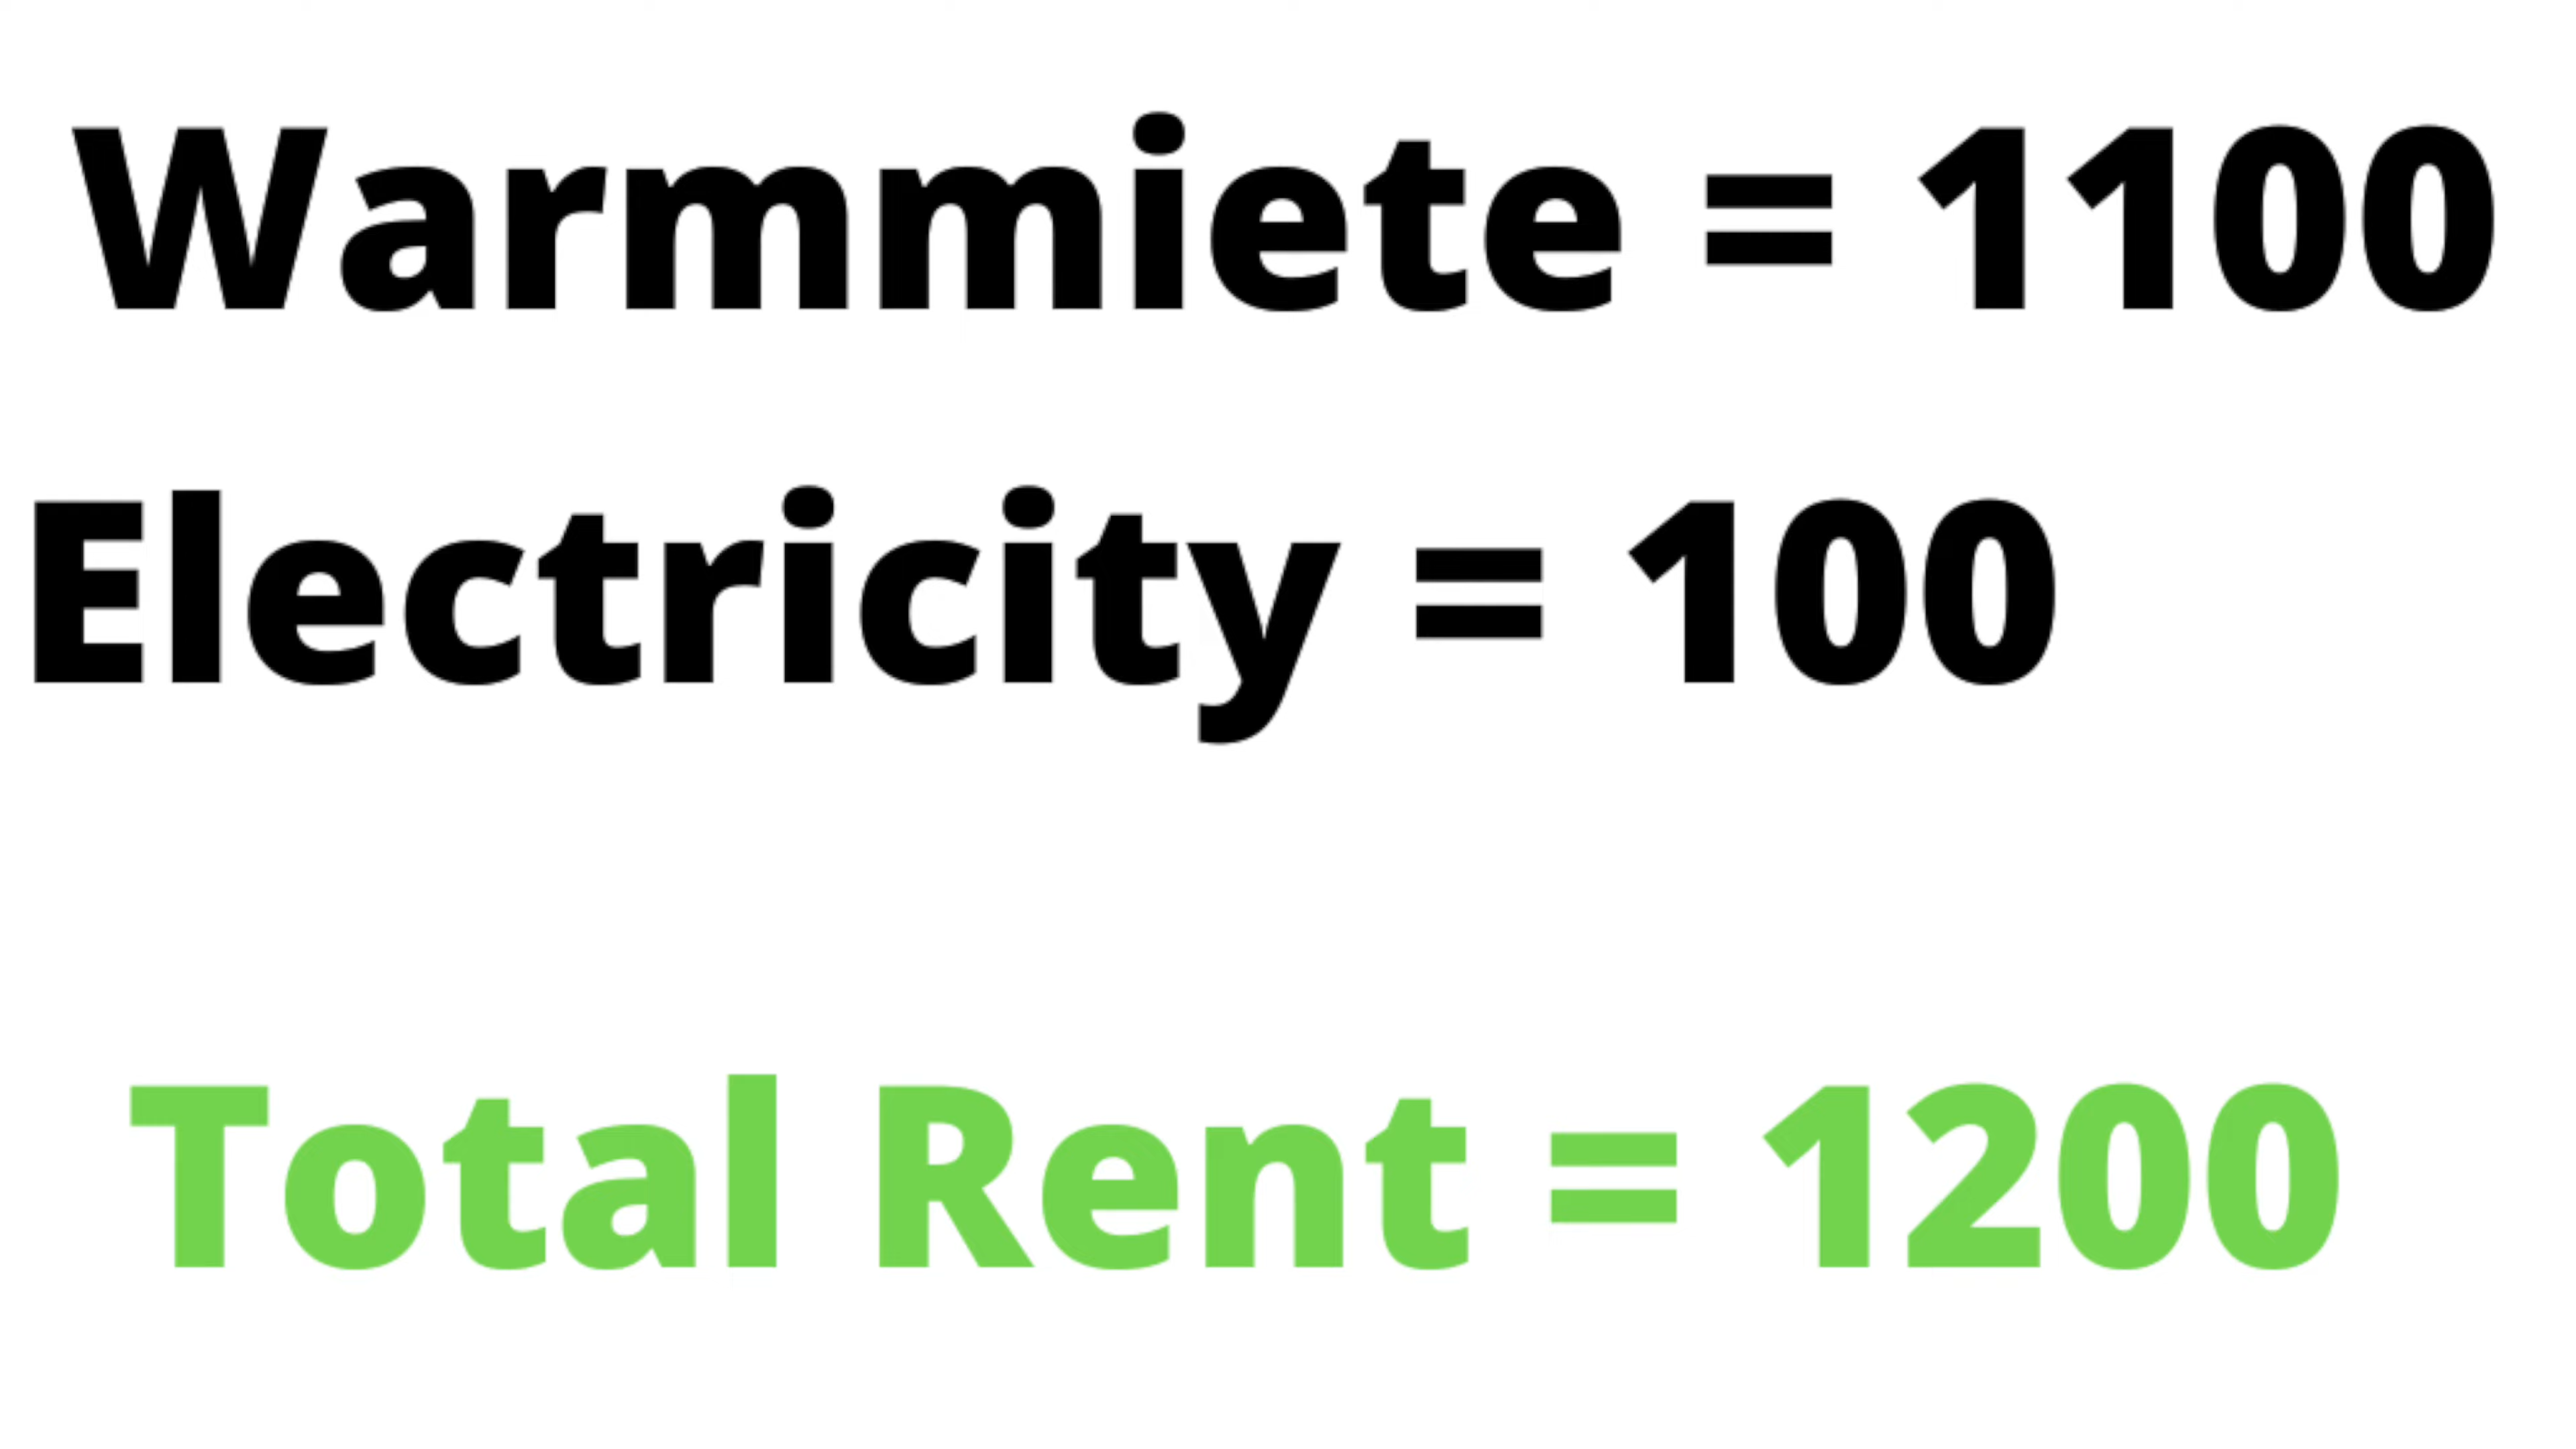 Warmmiete = 1100
Electricity = 100
Total Rent = 1200